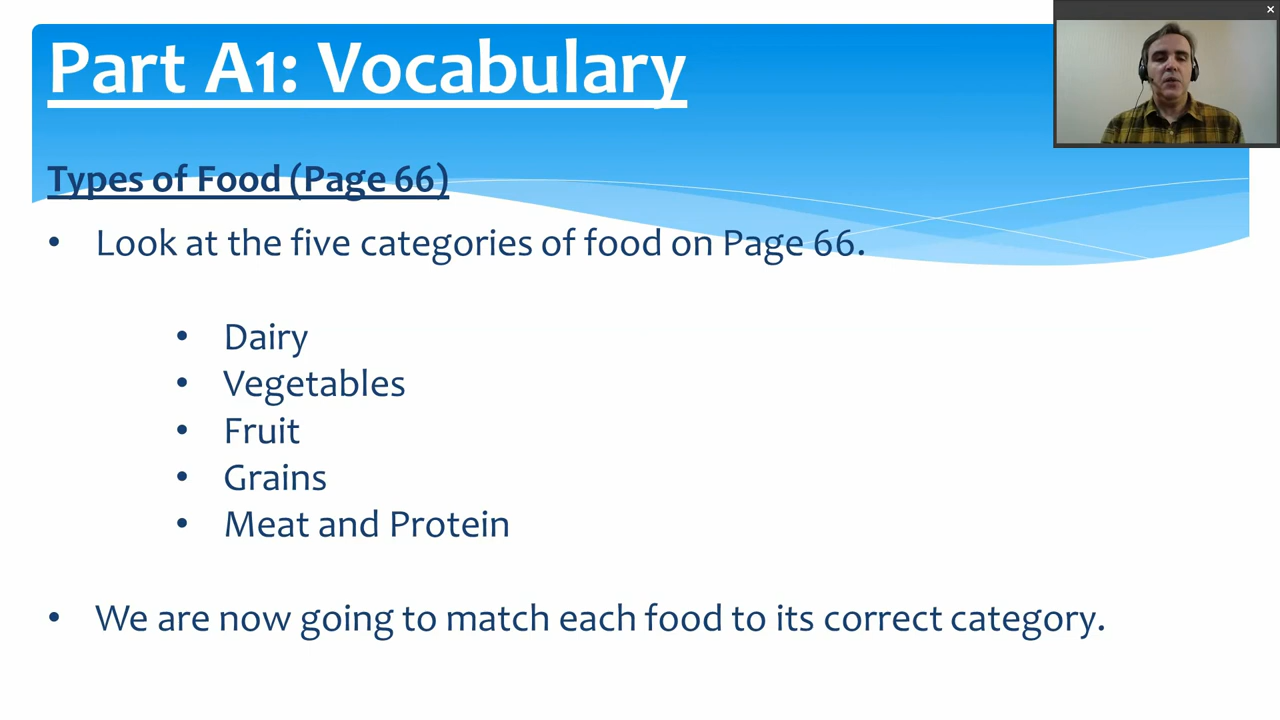 Part A1: Vocabulary
Types of Food (Page 66)
• Look at the five categories of food on Page 66.
• Dairy
• Vegetables
• Fruit
• Grains
• Meat and Protein
• We are now going to match each food to its correct category.